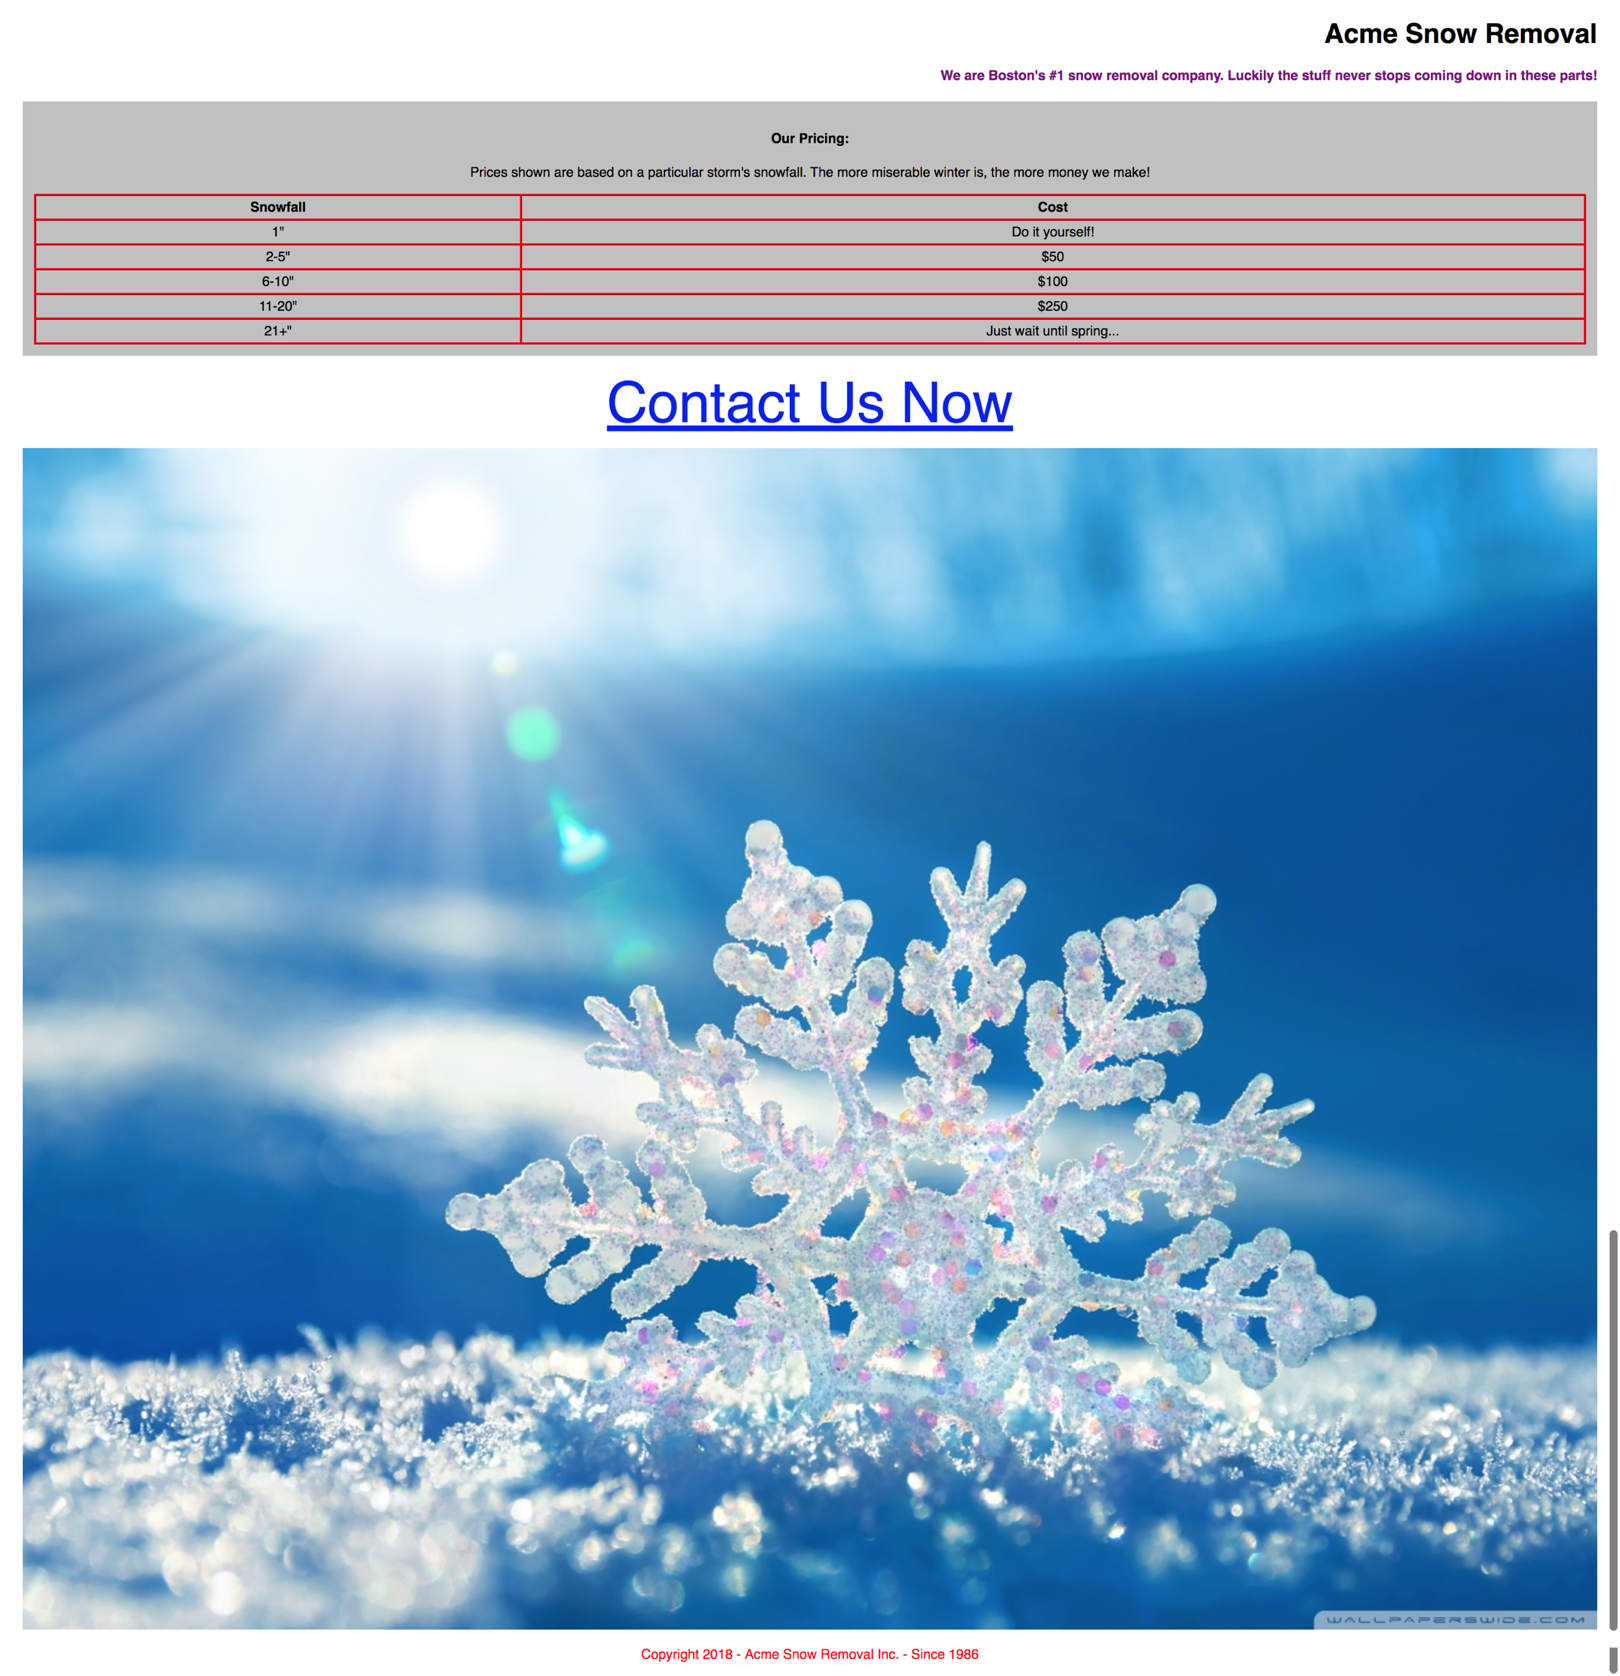 Acme Snow Removal
We are Boston's #1 snow removal company. Luckily the stuff never stops coming down in these parts!
Our Pricing:
Prices shown are based on a particular storm's snowfall. The more miserable winter is, the more money we make!
Snowfall Cost
1" Do it yourself!
2-5" $50
6-10" $100
11-20" $250
21+" Just wait until spring...
Contact Us Now
WALLPAPERSWIDE.COM
Copyright 2018 - Acme Snow Removal Inc. - Since 1986